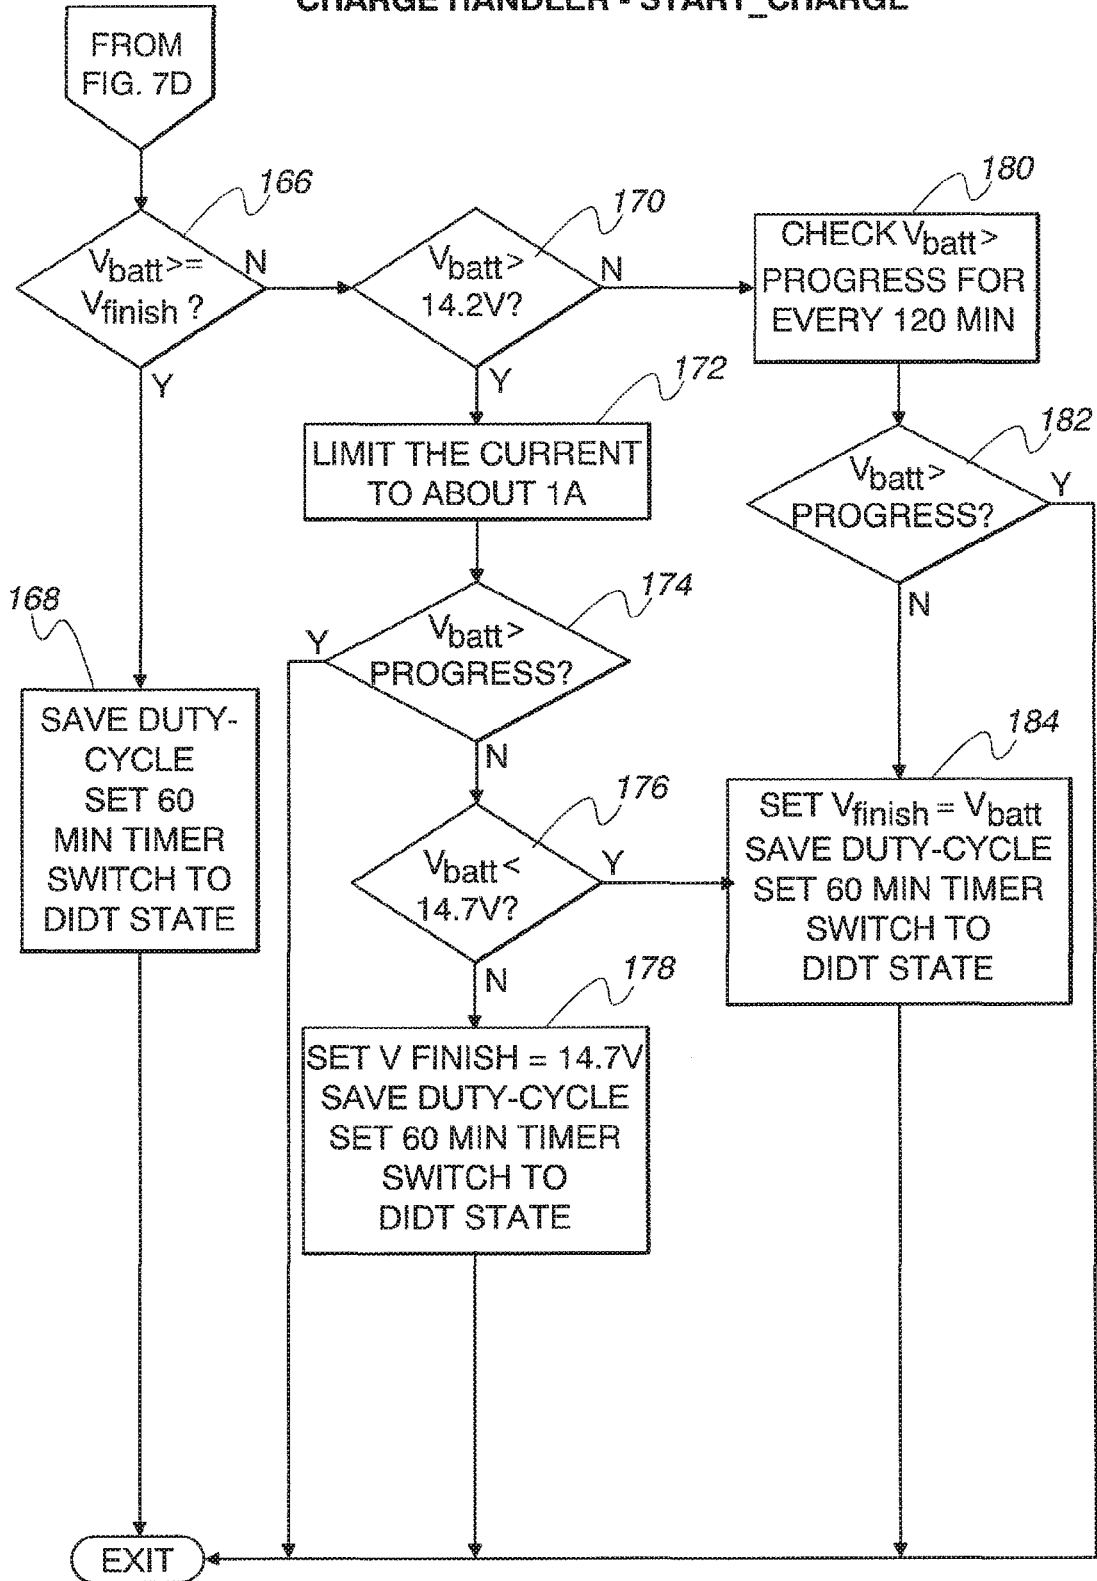 CHARGE HANDLER - START_CHARGE
FROM
FIG. 7D
166
Vbatt>=
Vfinish ?
N
Y
170
Vbatt>
14.2V?
N
Y
180
CHECK Vbatt>
PROGRESS FOR
EVERY 120 MIN
172
LIMIT THE CURRENT
TO ABOUT 1A
182
Vbatt>
PROGRESS?
Y
N
174
Vbatt>
PROGRESS?
Y
N
168
SAVE DUTY-
CYCLE
SET 60
MIN TIMER
SWITCH TO
DIDT STATE
176
Vbatt<
14.7V?
Y
N
184
SET Vfinish = Vbatt
SAVE DUTY-CYCLE
SET 60 MIN TIMER
SWITCH TO
DIDT STATE
178
SET V FINISH = 14.7V
SAVE DUTY-CYCLE
SET 60 MIN TIMER
SWITCH TO
DIDT STATE
EXIT